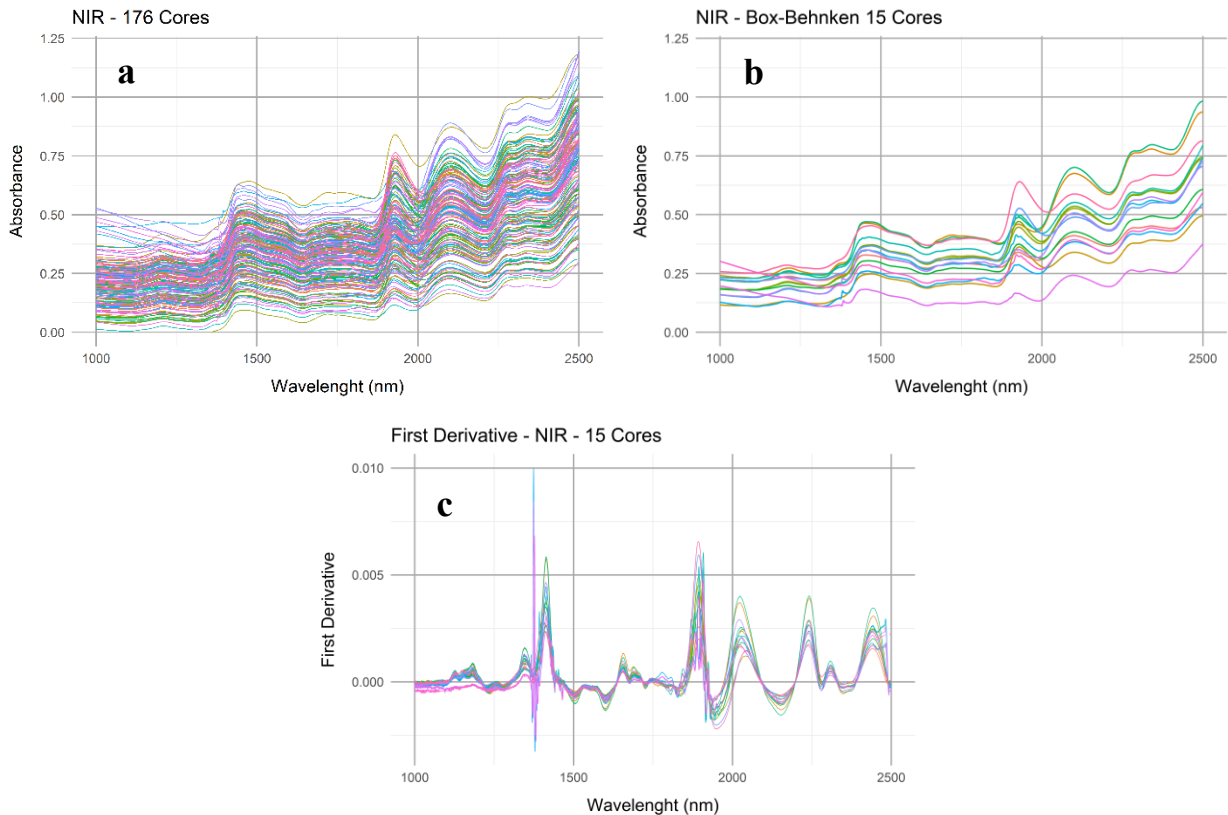 NIR - 176 Cores
a
1.25
1.00
0.75
0.50
0.25
0.00
Absorbance
1000
1500
2000
2500
Wavelenght (nm)
NIR - Box-Behnken 15 Cores
b
1.25
1.00
0.75
0.50
0.25
0.00
Absorbance
1000
1500
2000
2500
Wavelenght (nm)
First Derivative - NIR - 15 Cores
c
0.010
0.005
0.000
First Derivative
1000
1500
2000
2500
Wavelenght (nm)